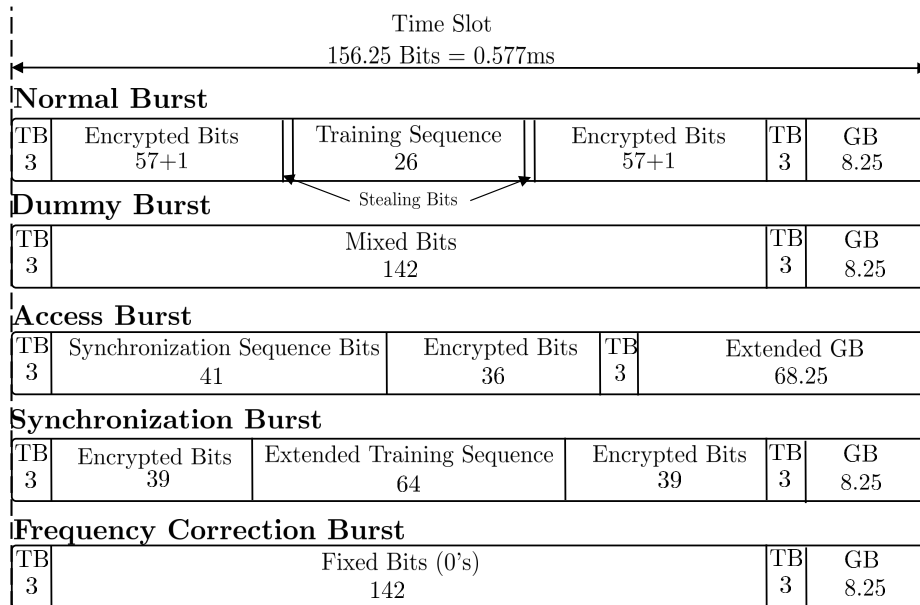 Time Slot
156.25 Bits = 0.577ms
Normal Burst
TB Encrypted Bits Training Sequence Encrypted Bits TB GB
3 57+1 26 57+1 3 8.25
Stealing Bits
Dummy Burst
TB Mixed Bits TB GB
3 142 3 8.25
Access Burst
TB Synchronization Sequence Bits Encrypted Bits TB Extended GB
3 41 36 3 68.25
Synchronization Burst
TB Encrypted Bits Extended Training Sequence Encrypted Bits TB GB
3 39 64 39 3 8.25
Frequency Correction Burst
TB Fixed Bits (0's) TB GB
3 142 3 8.25